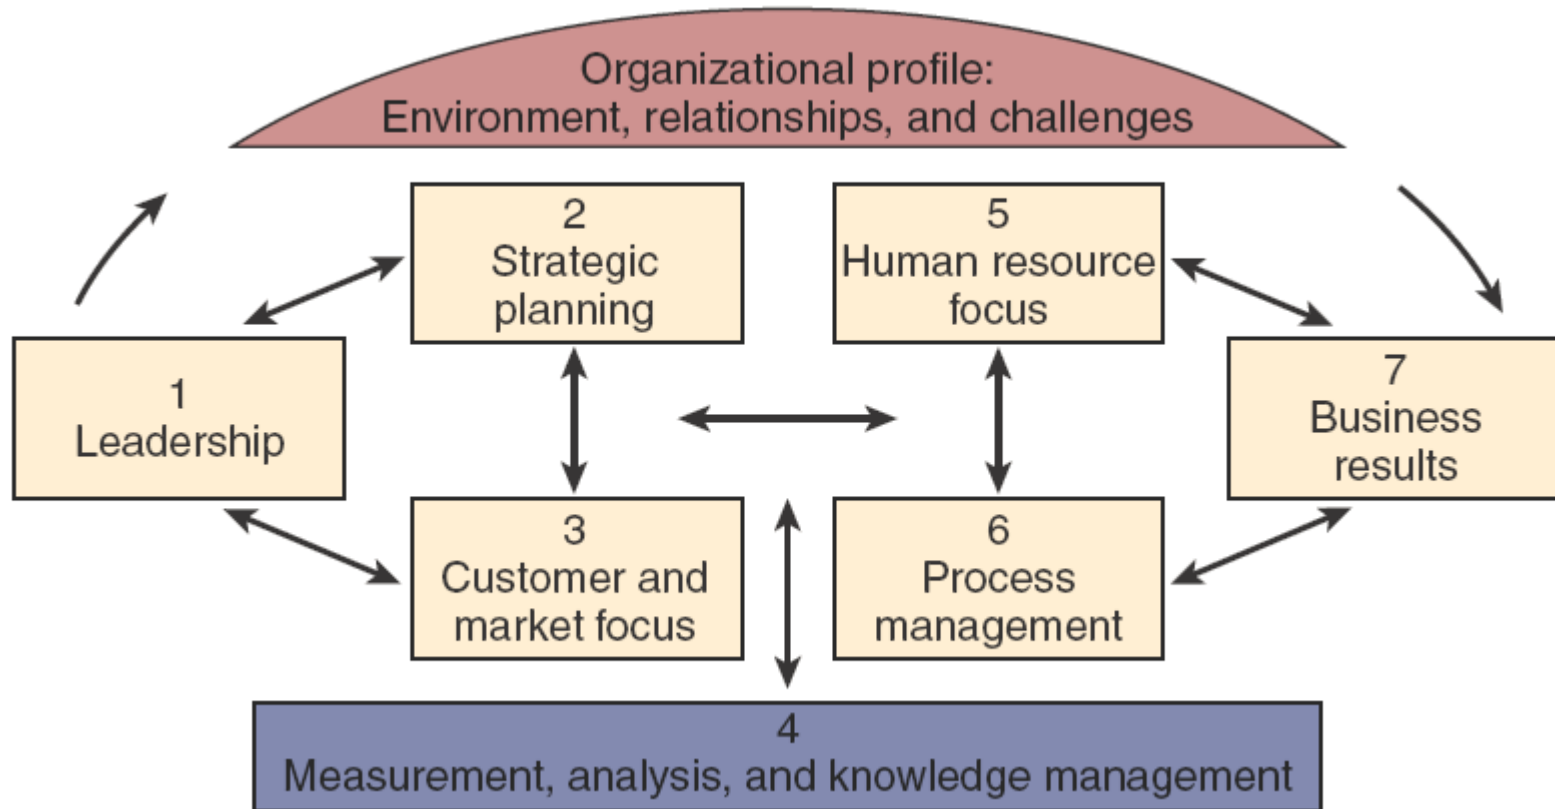 Organizational profile:
Environment, relationships, and challenges
1
Leadership
2
Strategic
planning
3
Customer and
market focus
4
Measurement, analysis, and knowledge management
5
Human resource
focus
6
Process
management
7
Business
results